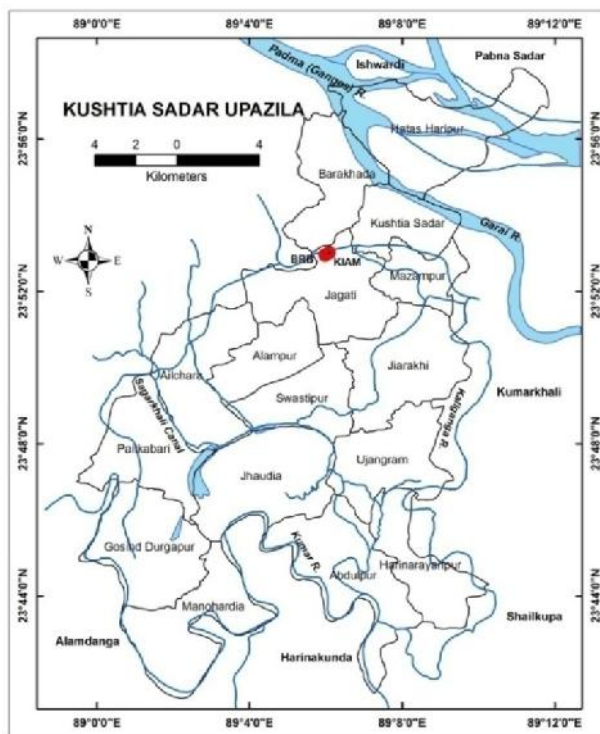 89°0'0"E 89°4'0"E 89°8'0"E 89°12'0"E
Pabna Sadar
Ishwardi
Padma (Ganges) R.
KUSHTIA SADAR UPAZILA
Hatas Haripur
23°56'0"N 23°56'0"N
4 2 0 4
Kilometers
Barakhada
Kushtia Sadar
Garai R.
N
W E
S
BRB KIAM
Mazampur
23°52'0"N 23°52'0"N
Jagati
Alampur
Jiarakhi
Ailchara
Kumarkhali
Swastipur
Sagarkhali Canal
Kaliganga R.
23°48'0"N 23°48'0"N
Patikabari
Ujangram
Jhaudia
Gosind Durgapur
Kumar R.
Harinarayanpur
Abdulpur
23°44'0"N 23°44'0"N
Manohardia
Shailkupa
Alamdanga
Harinakunda
89°0'0"E 89°4'0"E 89°8'0"E 89°12'0"E